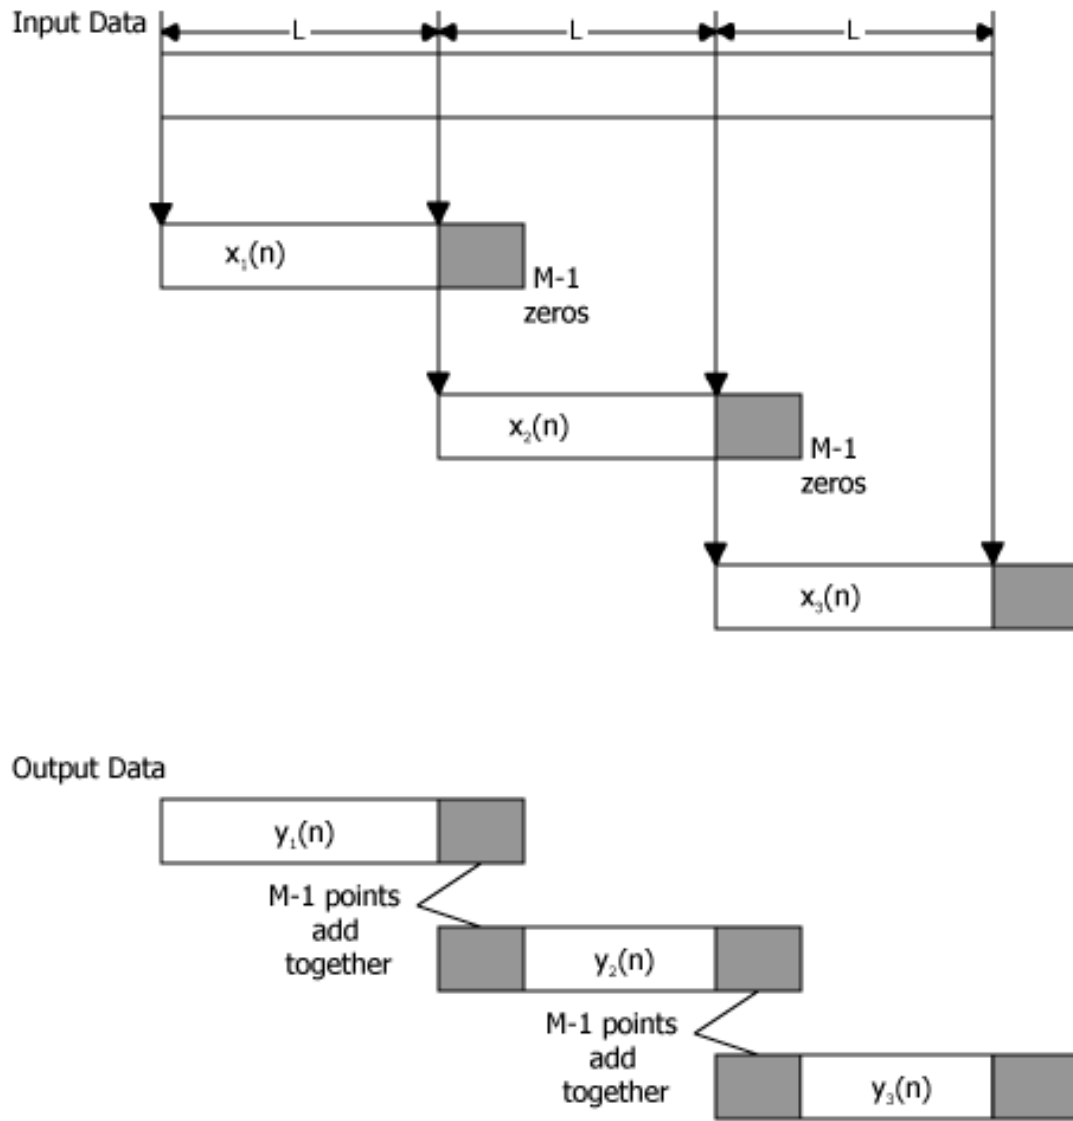 Input Data
L L L
x₁(n)
M-1
zeros
x₂(n)
M-1
zeros
x₃(n)
Output Data
y₁(n)
M-1 points
add
together
y₂(n)
M-1 points
add
together
y₃(n)